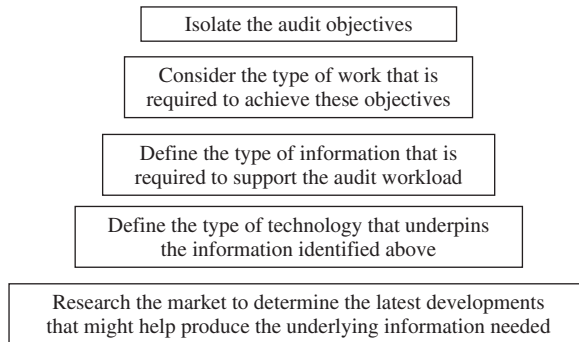 Isolate the audit objectives
Consider the type of work that is
required to achieve these objectives
Define the type of information that is
required to support the audit workload
Define the type of technology that underpins
the information identified above
Research the market to determine the latest developments
that might help produce the underlying information needed